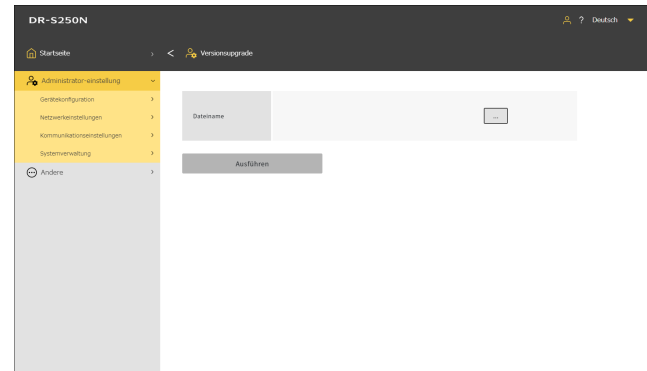 DR-S250N
? Deutsch
Startseite
Versionsupgrade
Administrator-einstellung
Gerätekonfiguration
Netzwerkeinstellungen
Kommunikationseinstellungen
Systemverwaltung
Andere
Dateiname
...
Ausführen